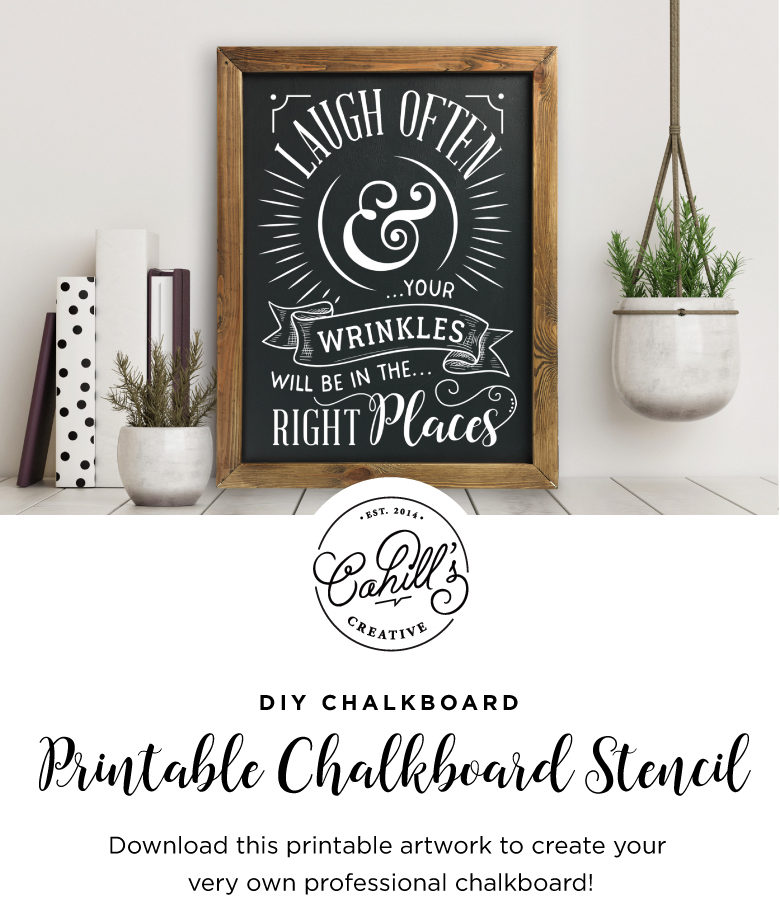 LAUGH OFTEN
&
...YOUR
WRINKLES
WILL BE IN THE...
RIGHT Places
• EST. 2014 •
Cahill's
CREATIVE
DIY CHALKBOARD
Printable Chalkboard Stencil
Download this printable artwork to create your
very own professional chalkboard!